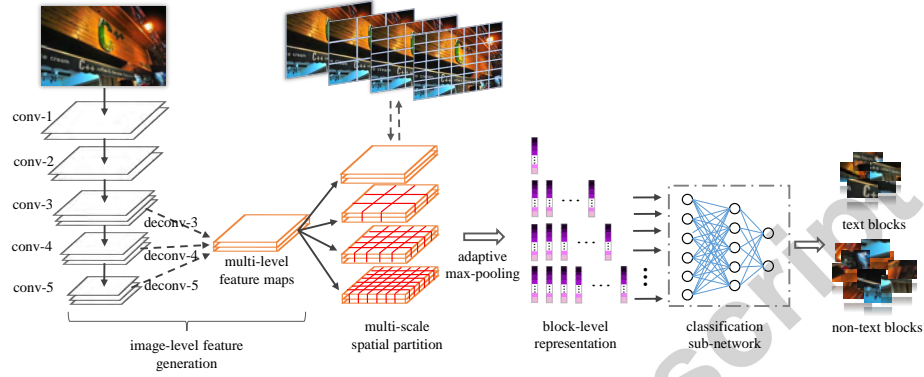 conv-1
conv-2
conv-3
conv-4
conv-5
deconv-3
deconv-4
deconv-5
multi-level
feature maps
image-level feature
generation
multi-scale
spatial partition
adaptive
max-pooling
block-level
representation
classification
sub-network
text blocks
non-text blocks
script
C++
cream